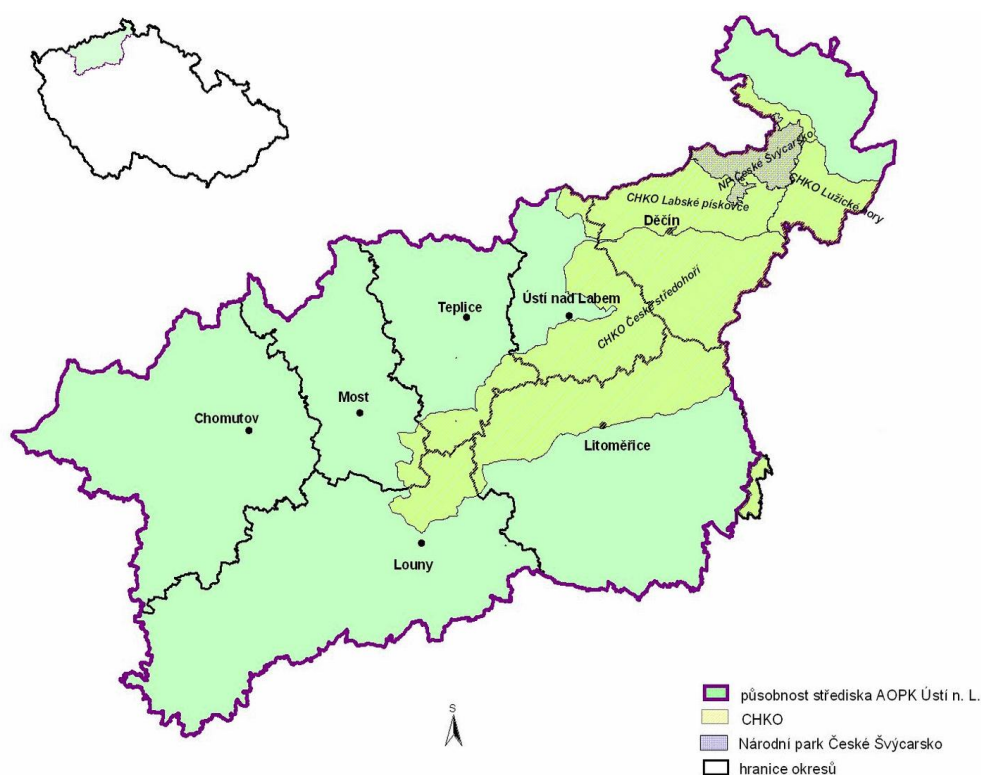 NP České Švýcarsko
CHKO Lužické hory
CHKO Labské pískovce
Děčín
CHKO České středohoří
Ústí nad Labem
Teplice
Most
Chomutov
Litoměřice
Louny
S
působnost střédiska AOPK Ústí n. L.
CHKO
Národní park České Švýcarsko
hranice okresů